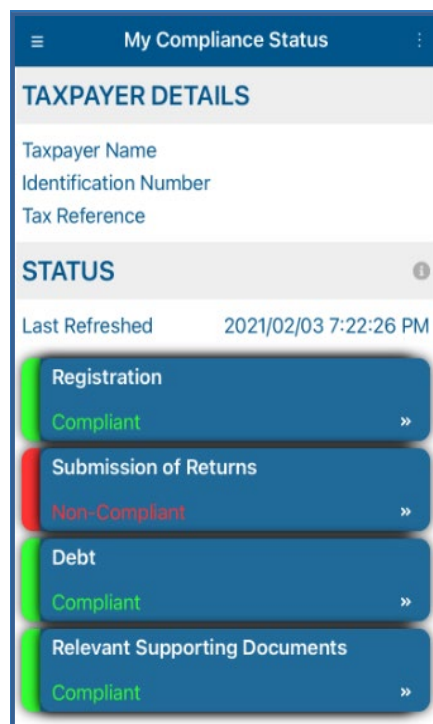 My Compliance Status
TAXPAYER DETAILS
Taxpayer Name
Identification Number
Tax Reference
STATUS
Last Refreshed 2021/02/03 7:22:26 PM
Registration
Compliant »
Submission of Returns
Non-Compliant »
Debt
Compliant »
Relevant Supporting Documents
Compliant »